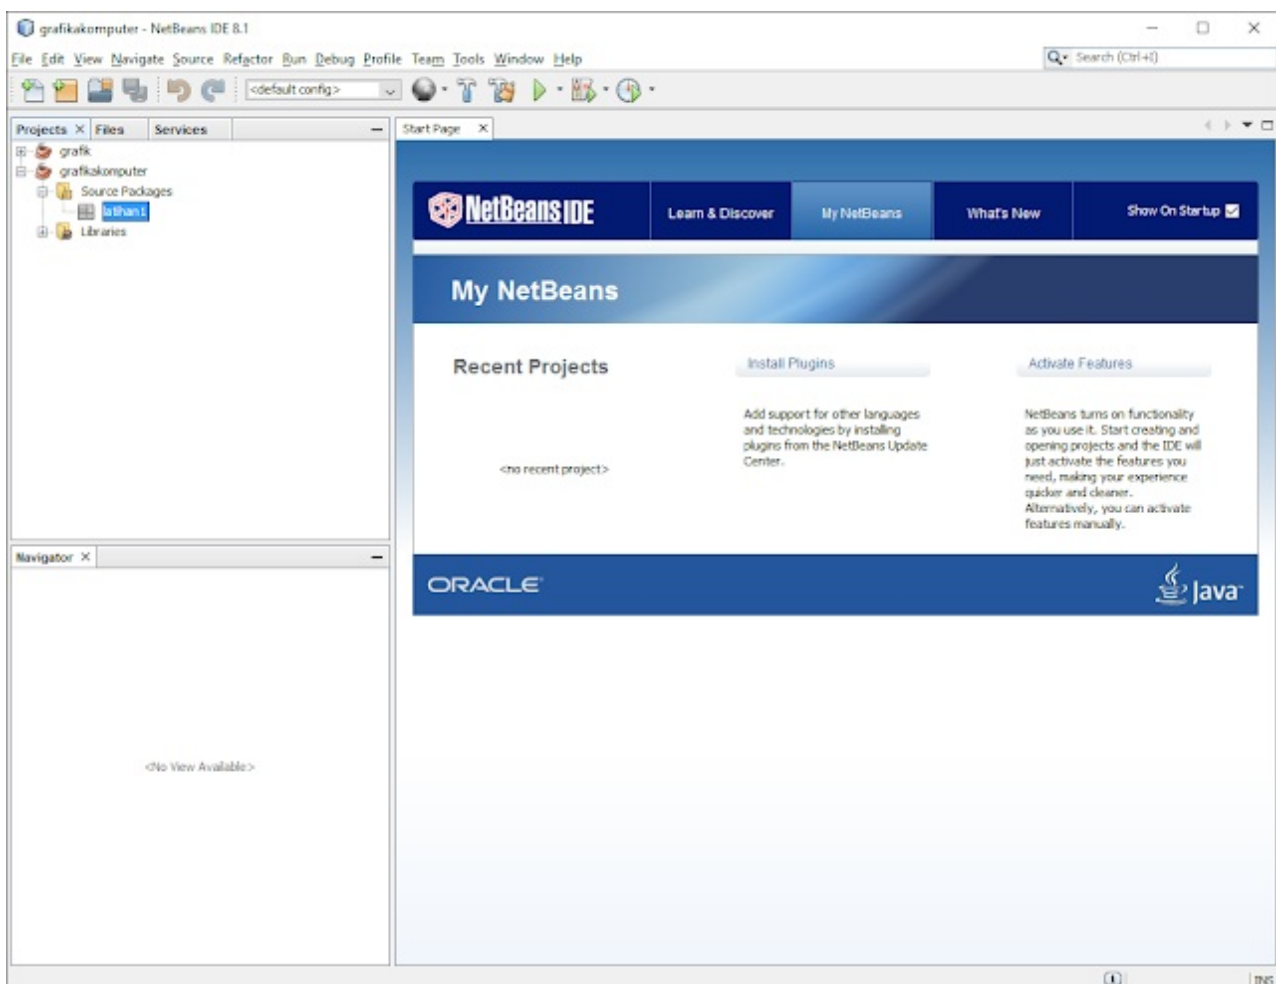 grafikakomputer - NetBeans IDE 8.1
File Edit View Navigate Source Refactor Run Debug Profile Team Tools Window Help
Search (Ctrl+I)
<default config>
Projects Files Services
Start Page
grafik
grafikakomputer
Source Packages
latihan1
Libraries
NetBeans IDE
Learn & Discover
My NetBeans
What's New
Show On Startup
My NetBeans
Recent Projects
<no recent project>
Install Plugins
Add support for other languages
and technologies by installing
plugins from the NetBeans Update
Center.
Activate Features
NetBeans turns on functionality
as you use it. Start creating and
opening projects and the IDE will
just activate the features you
need, making your experience
quicker and cleaner.
Alternatively, you can activate
features manually.
Navigator
ORACLE
Java
<No View Available>
INS